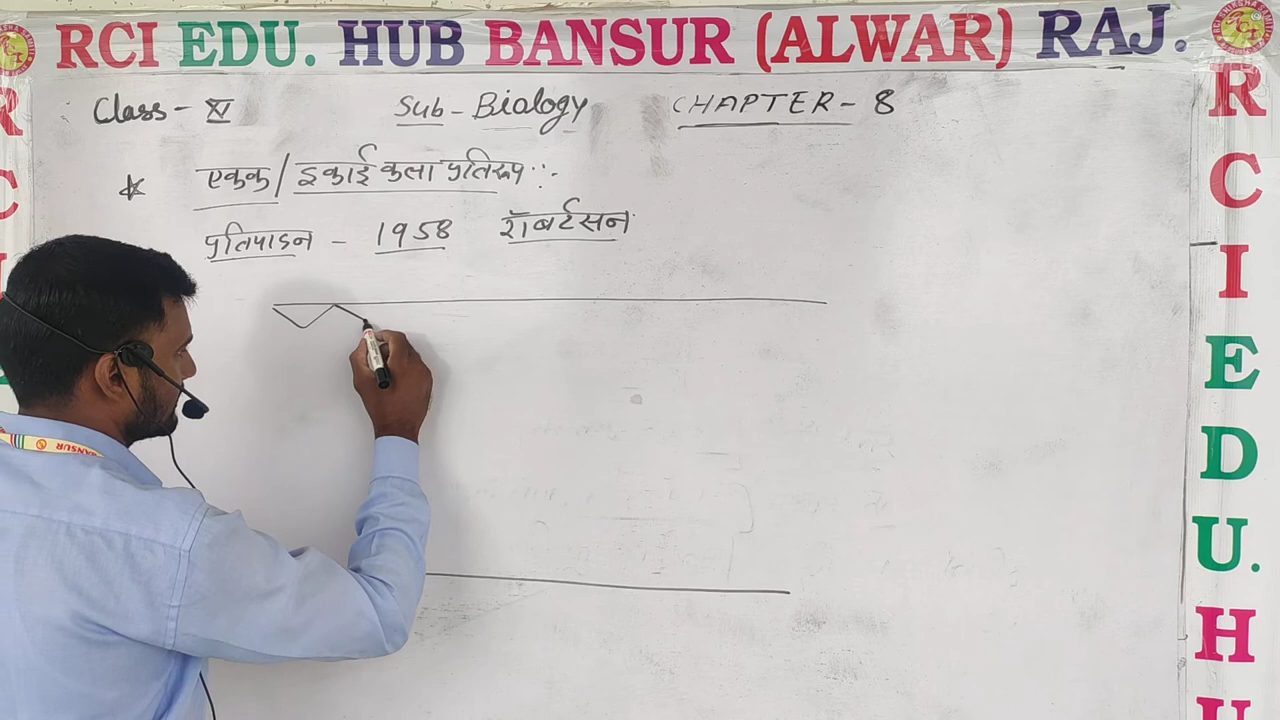 RCI EDU. HUB BANSUR (ALWAR) RAJ.
Class - XI Sub - Biology CHAPTER - 8
* एकक / इकाई कला प्रतिरूप :-
प्रतिपादन - 1958 रॉबर्टसन
BANSUR
R
C
I
E
D
U.
H
U
R
C